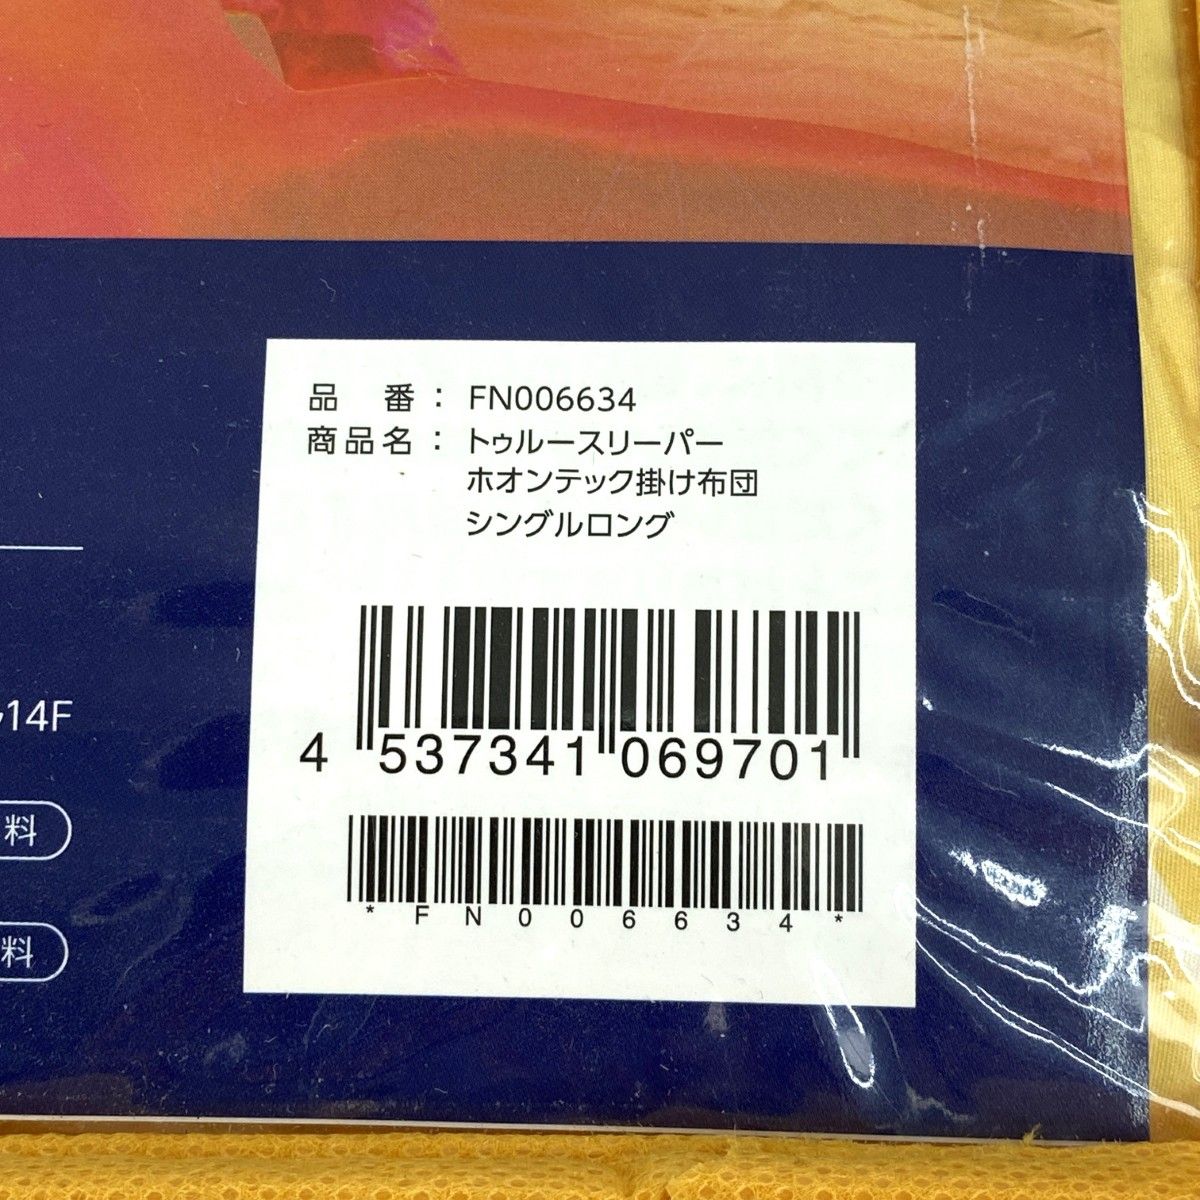 品 番：FN006634
商品名：トゥルースリーパー
ホオンテック掛け布団
シングルロング
4 537341 069701
*FN006634*
14F
料
料